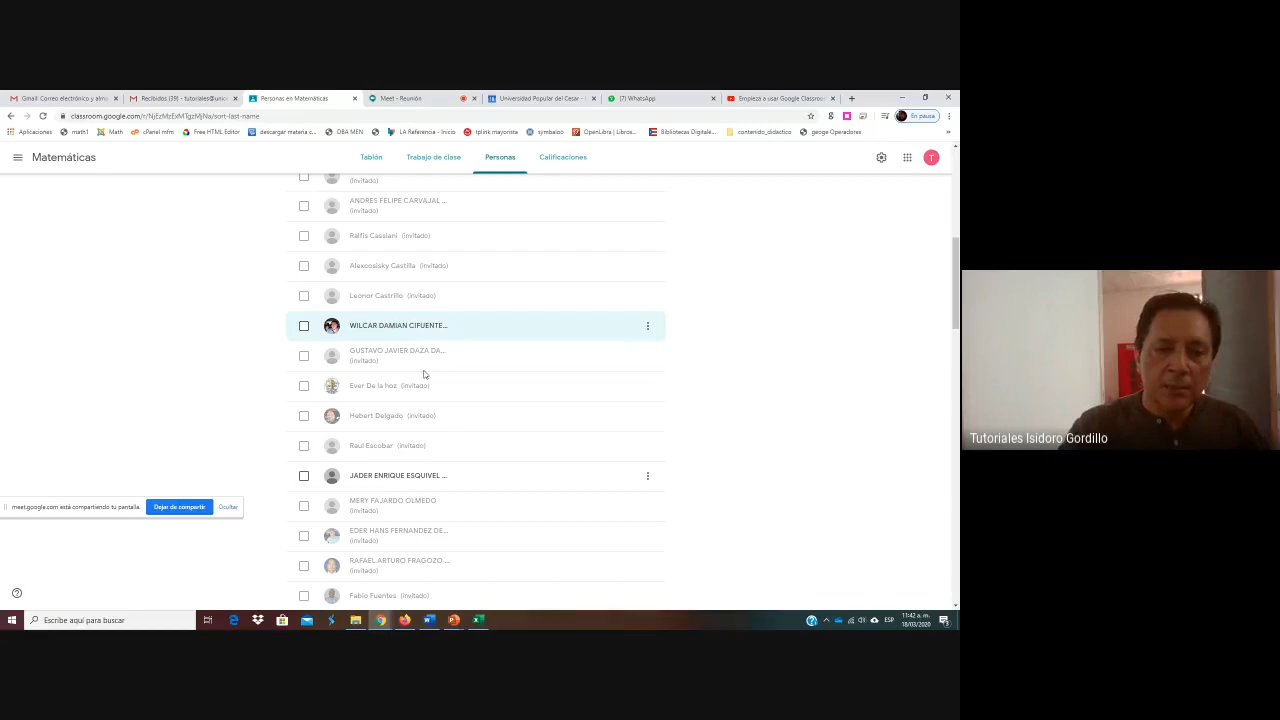 Gmail: Correo electrónico y alma
Recibidos (39) - tutoriales@unice
Personas en Matemáticas
Meet - Reunión
Universidad Popular del Cesar -
(7) WhatsApp
Empieza a usar Google Classroo
classroom.google.com/r/NjEzMzExMTgzMjNa/sort-last-name
En pausa
Aplicaciones
math1
Math
cPanel mfm
Free HTML Editor
descargar materia c...
DBA MEN
LA Referencia - Inicio
tplink mayorista
symbaloo
OpenLibra | Libros...
Bibliotecas Digitale...
contenido_didactico
geoge Operadores
Matemáticas
Tablón
Trabajo de clase
Personas
Calificaciones
(invitado)
ANDRES FELIPE CARVAJAL ...
(invitado)
Ralfis Cassiani (invitado)
Alexcosisky Castilla (invitado)
Leonor Castrillo (invitado)
WILCAR DAMIAN CIFUENTE...
GUSTAVO JAVIER DAZA DA...
(invitado)
Ever De la hoz (invitado)
Hebert Delgado (invitado)
Raul Escobar (invitado)
JADER ENRIQUE ESQUIVEL ...
MERY FAJARDO OLMEDO
(invitado)
EDER HANS FERNANDEZ DE...
(invitado)
RAFAEL ARTURO FRAGOZO ...
(invitado)
Fabio Fuentes (invitado)
meet.google.com está compartiendo tu pantalla.
Dejar de compartir
Ocultar
Tutoriales Isidoro Gordillo
Escribe aquí para buscar
ESP
11:42 a. m.
18/03/2020